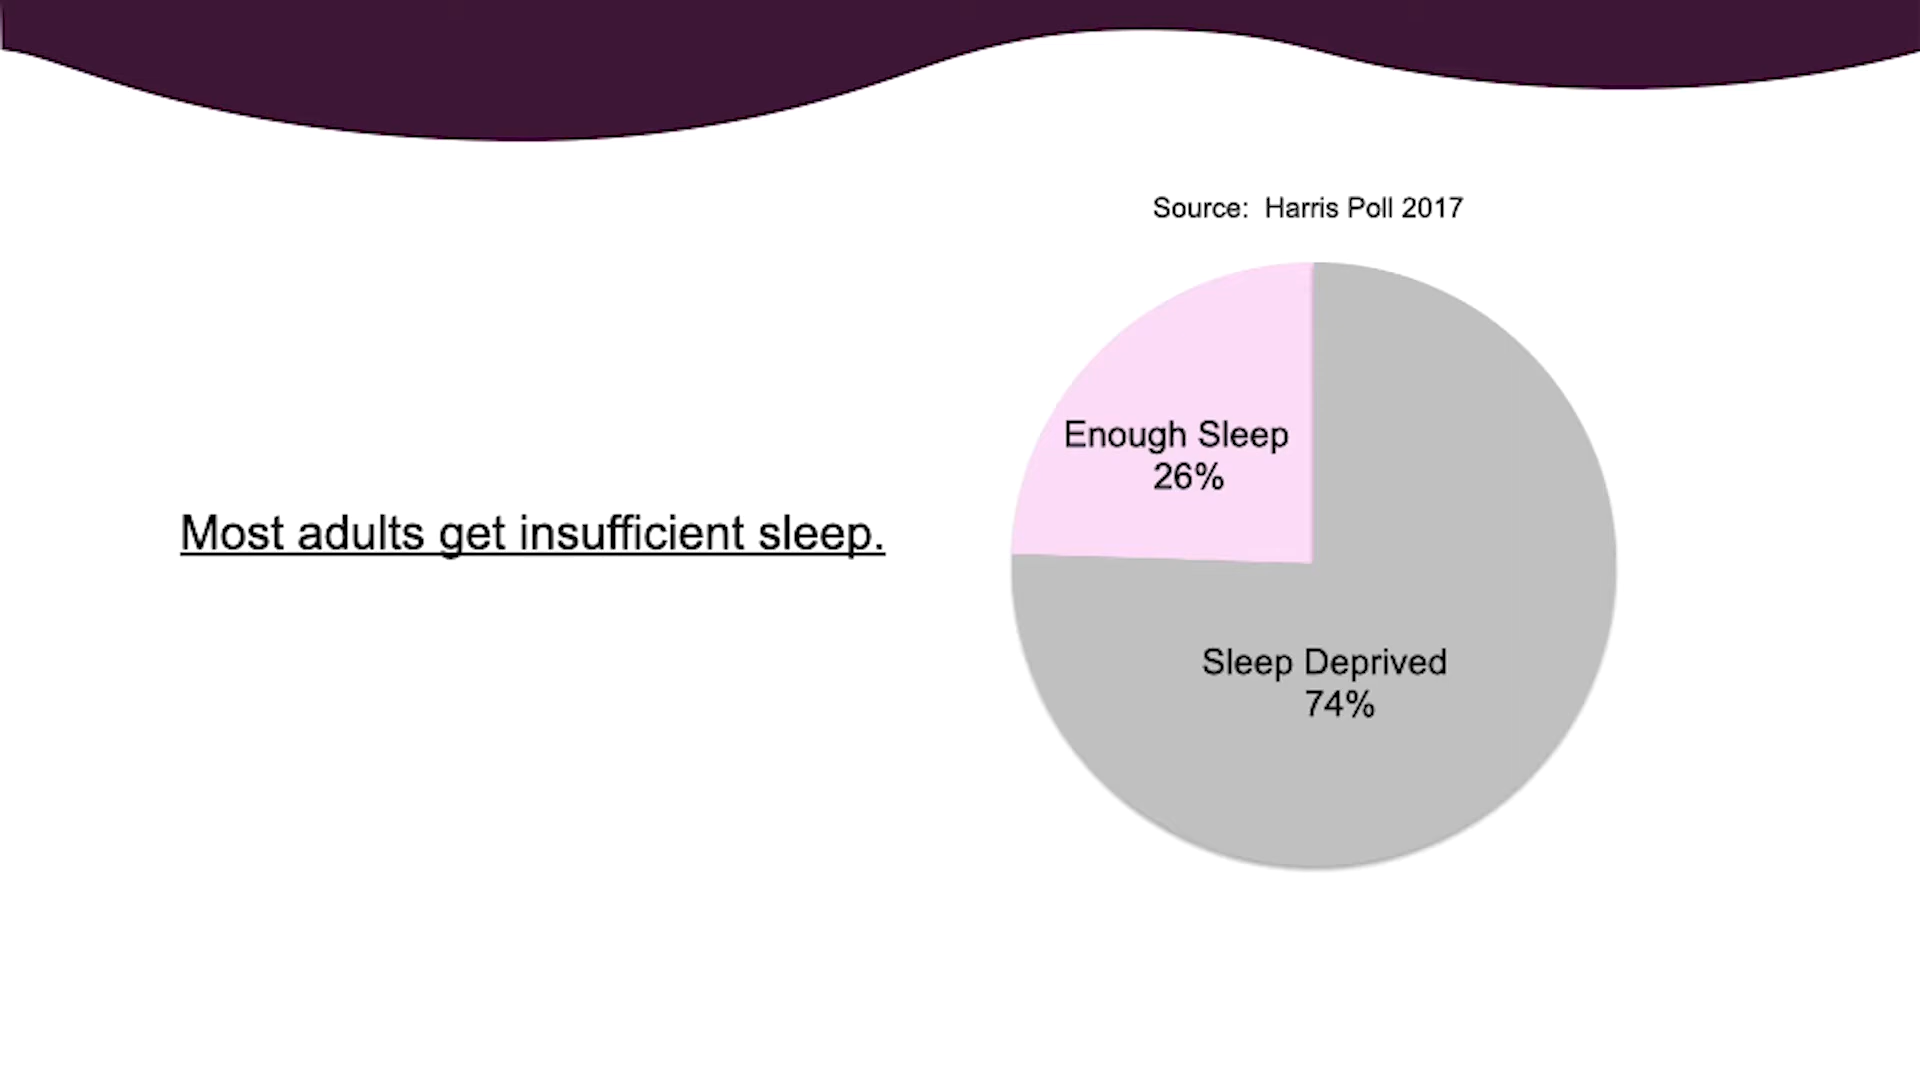 Source: Harris Poll 2017
Enough Sleep
26%
Most adults get insufficient sleep.
Sleep Deprived
74%